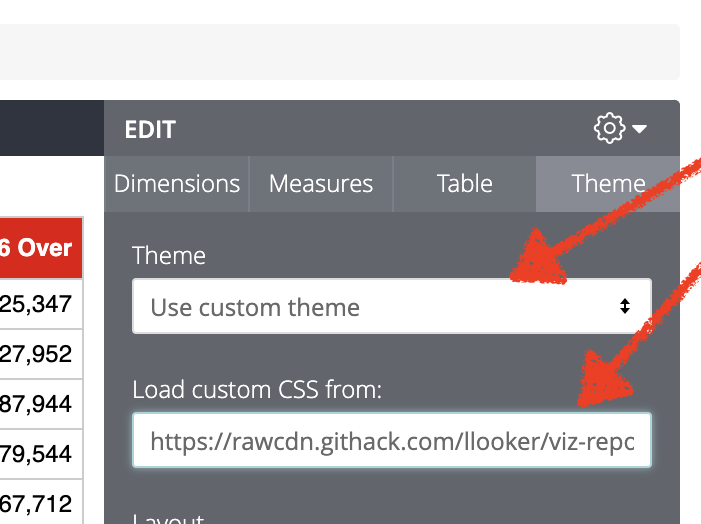 EDIT
Dimensions Measures Table Theme
6 Over
25,347
27,952
87,944
79,544
67,712
Theme
Use custom theme
Load custom CSS from:
https://rawcdn.githack.com/llooker/viz-repo
Layout